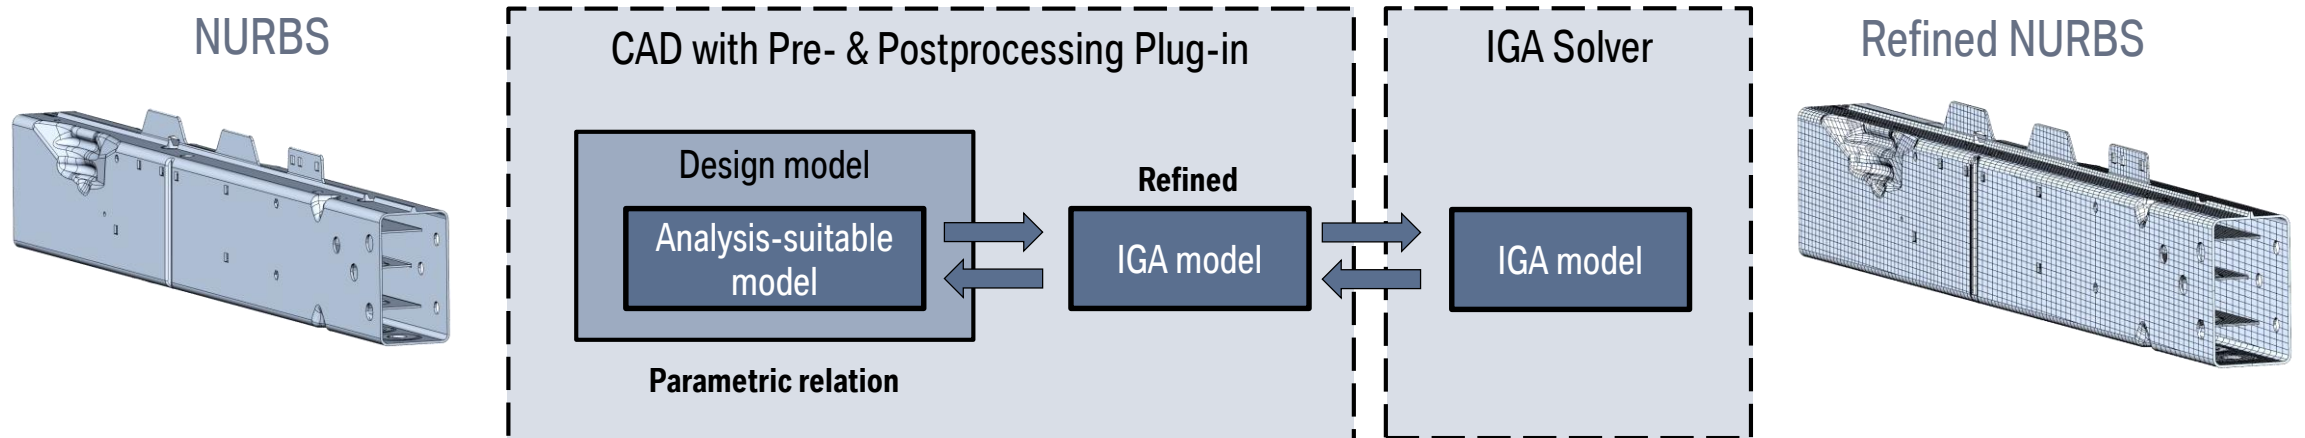 NURBS
CAD with Pre- & Postprocessing Plug-in
IGA Solver
Refined NURBS
Design model
Analysis-suitable
model
Refined
IGA model
IGA model
Parametric relation